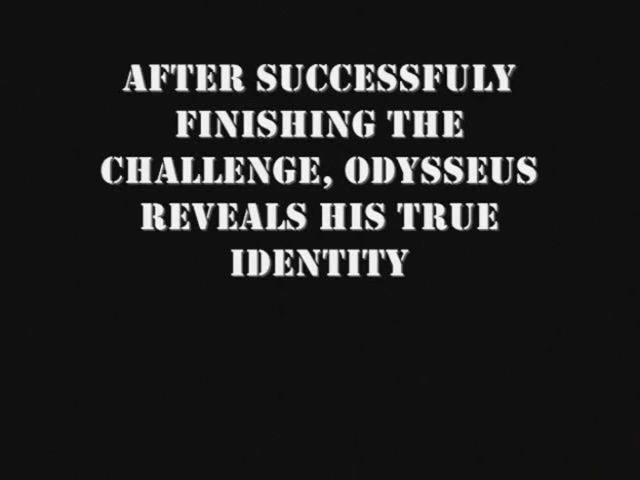 AFTER SUCCESSFULY
FINISHING THE
CHALLENGE, ODYSSEUS
REVEALS HIS TRUE
IDENTITY